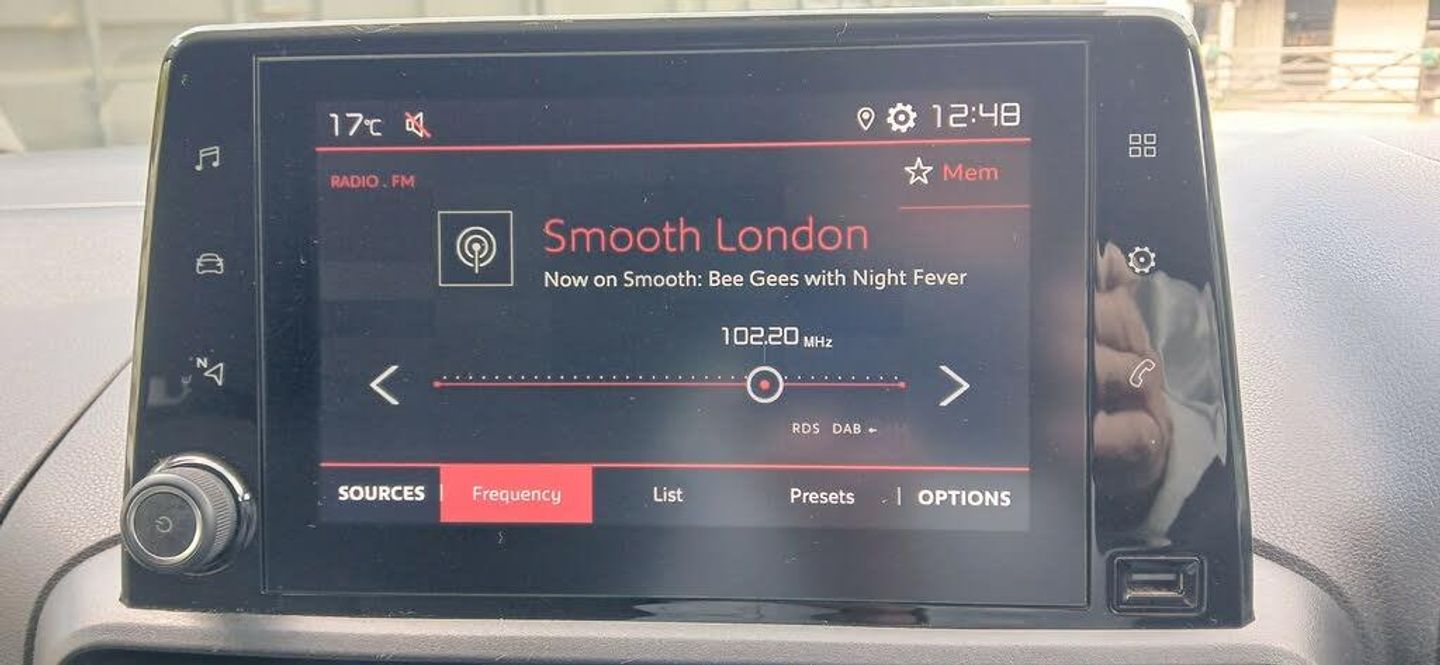 17°C 12:48
RADIO . FM
Mem
Smooth London
Now on Smooth: Bee Gees with Night Fever
102.20 MHz
RDS DAB
SOURCES | Frequency List Presets | OPTIONS
N